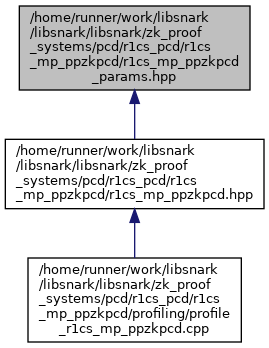 /home/runner/work/libsnark
/libsnark/libsnark/zk_proof
_systems/pcd/r1cs_pcd/r1cs
_mp_ppzkpcd/r1cs_mp_ppzkpcd
_params.hpp
/home/runner/work/libsnark
/libsnark/libsnark/zk_proof
_systems/pcd/r1cs_pcd/r1cs
_mp_ppzkpcd/r1cs_mp_ppzkpcd.hpp
/home/runner/work/libsnark
/libsnark/libsnark/zk_proof
_systems/pcd/r1cs_pcd/r1cs
_mp_ppzkpcd/profiling/profile
_r1cs_mp_ppzkpcd.cpp